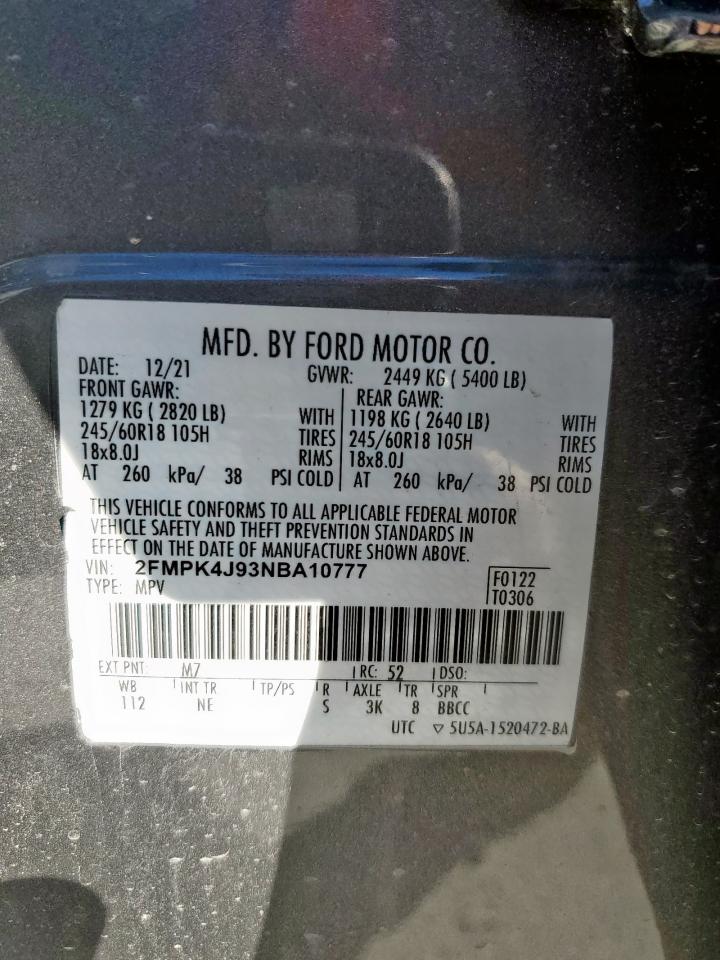 MFD. BY FORD MOTOR CO.
DATE: 12/21 GVWR: 2449 KG ( 5400 LB)
FRONT GAWR: REAR GAWR:
1279 KG ( 2820 LB) WITH 1198 KG ( 2640 LB) WITH
245/60R18 105H TIRES 245/60R18 105H TIRES
18x8.0J RIMS 18x8.0J RIMS
AT 260 kPa/ 38 PSI COLD AT 260 kPa/ 38 PSI COLD
THIS VEHICLE CONFORMS TO ALL APPLICABLE FEDERAL MOTOR
VEHICLE SAFETY AND THEFT PREVENTION STANDARDS IN
EFFECT ON THE DATE OF MANUFACTURE SHOWN ABOVE.
VIN: 2FMPK4J93NBA10777 F0122
TYPE: MPV T0306
EXT PNT: M7 RC: 52 DSO:
WB INT TR TP/PS R AXLE TR SPR
112 NE S 3K 8 BBCC
UTC ▽ 5U5A-1520472-BA